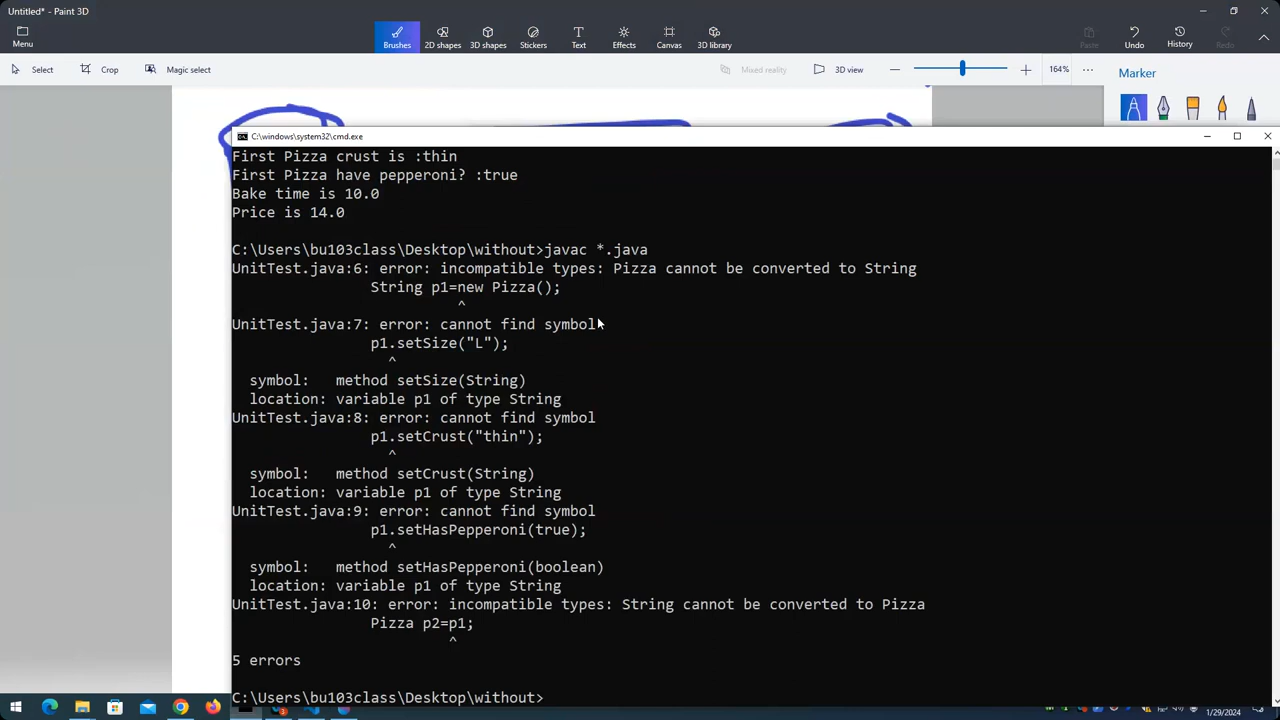 Untitled* - Paint 3D
Menu
Brushes
2D shapes
3D shapes
Stickers
Text
Effects
Canvas
3D library
Paste
Undo
History
Redo
Select
Crop
Magic select
Mixed reality
3D view
164%
Marker
C:\windows\system32\cmd.exe
First Pizza crust is :thin
First Pizza have pepperoni? :true
Bake time is 10.0
Price is 14.0
C:\Users\bu103class\Desktop\without>javac *.java
UnitTest.java:6: error: incompatible types: Pizza cannot be converted to String
String p1=new Pizza();
^
UnitTest.java:7: error: cannot find symbol
p1.setSize("L");
^
symbol:   method setSize(String)
location: variable p1 of type String
UnitTest.java:8: error: cannot find symbol
p1.setCrust("thin");
^
symbol:   method setCrust(String)
location: variable p1 of type String
UnitTest.java:9: error: cannot find symbol
p1.setHasPepperoni(true);
^
symbol:   method setHasPepperoni(boolean)
location: variable p1 of type String
UnitTest.java:10: error: incompatible types: String cannot be converted to Pizza
Pizza p2=p1;
^
5 errors
C:\Users\bu103class\Desktop\without>
1/29/2024